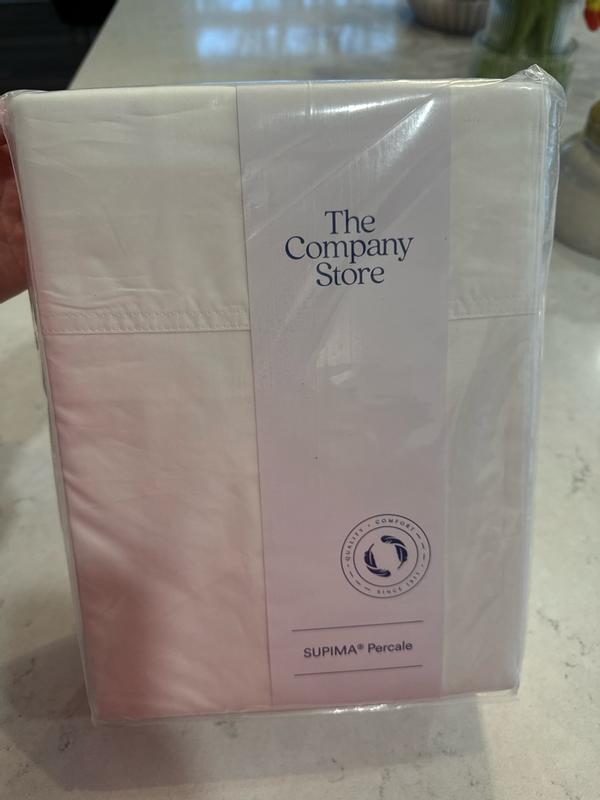 The
Company
Store
QUALITY • COMFORT
SINCE 1911
SUPIMA® Percale